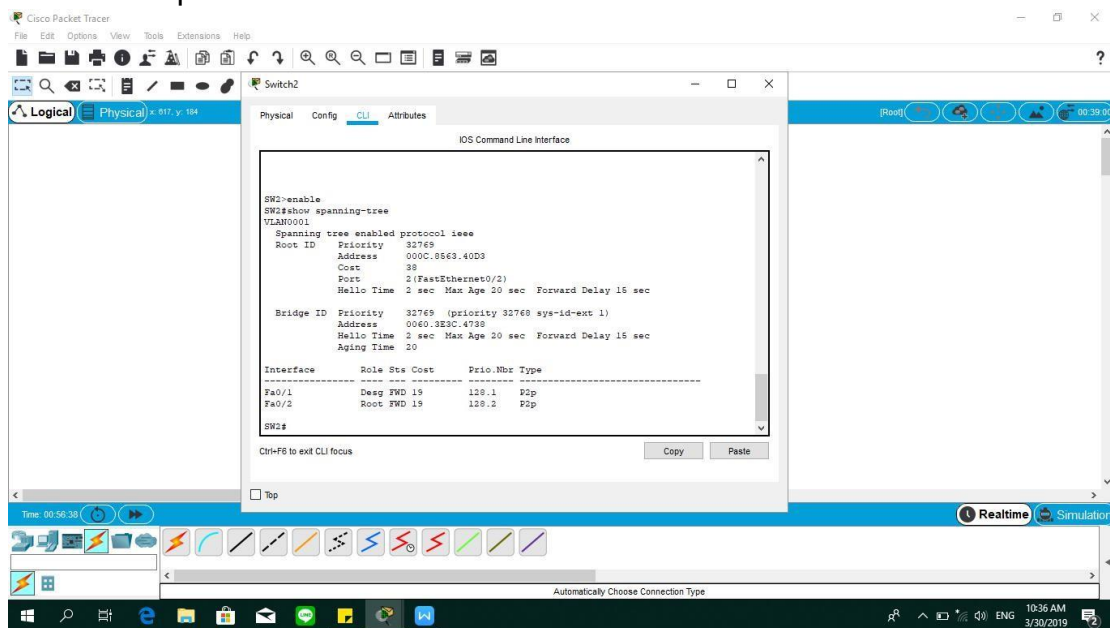 Cisco Packet Tracer
File Edit Options View Tools Extensions Help
?
Switch2
Logical Physical x: 617, y: 184
[Root] 00:39:00
Physical Config CLI Attributes
IOS Command Line Interface
SW2>enable
SW2#show spanning-tree
VLAN0001
Spanning tree enabled protocol ieee
Root ID Priority 32769
Address 000C.8563.40D3
Cost 38
Port 2(FastEthernet0/2)
Hello Time 2 sec Max Age 20 sec Forward Delay 15 sec
Bridge ID Priority 32769 (priority 32768 sys-id-ext 1)
Address 0060.3E3C.4738
Hello Time 2 sec Max Age 20 sec Forward Delay 15 sec
Aging Time 20
Interface Role Sts Cost Prio.Nbr Type
---------------- ---- --- --------- -------- --------------------------------
Fa0/1 Desg FWD 19 128.1 P2p
Fa0/2 Root FWD 19 128.2 P2p
SW2#
Ctrl+F6 to exit CLI focus
Copy Paste
Top
Time: 00:56:38
Realtime Simulation
Automatically Choose Connection Type
ENG 10:36 AM
3/30/2019